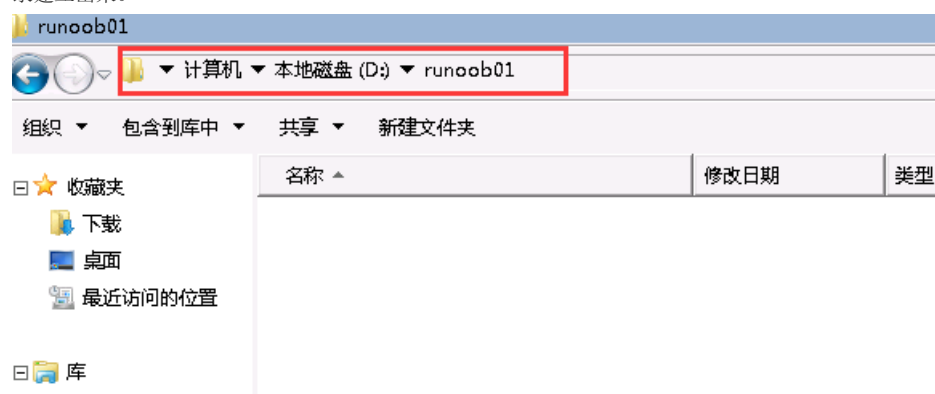 runoob01
计算机 本地磁盘 (D:) runoob01
组织 包含到库中 共享 新建文件夹
名称 修改日期 类型
收藏夹
下载
桌面
最近访问的位置
库